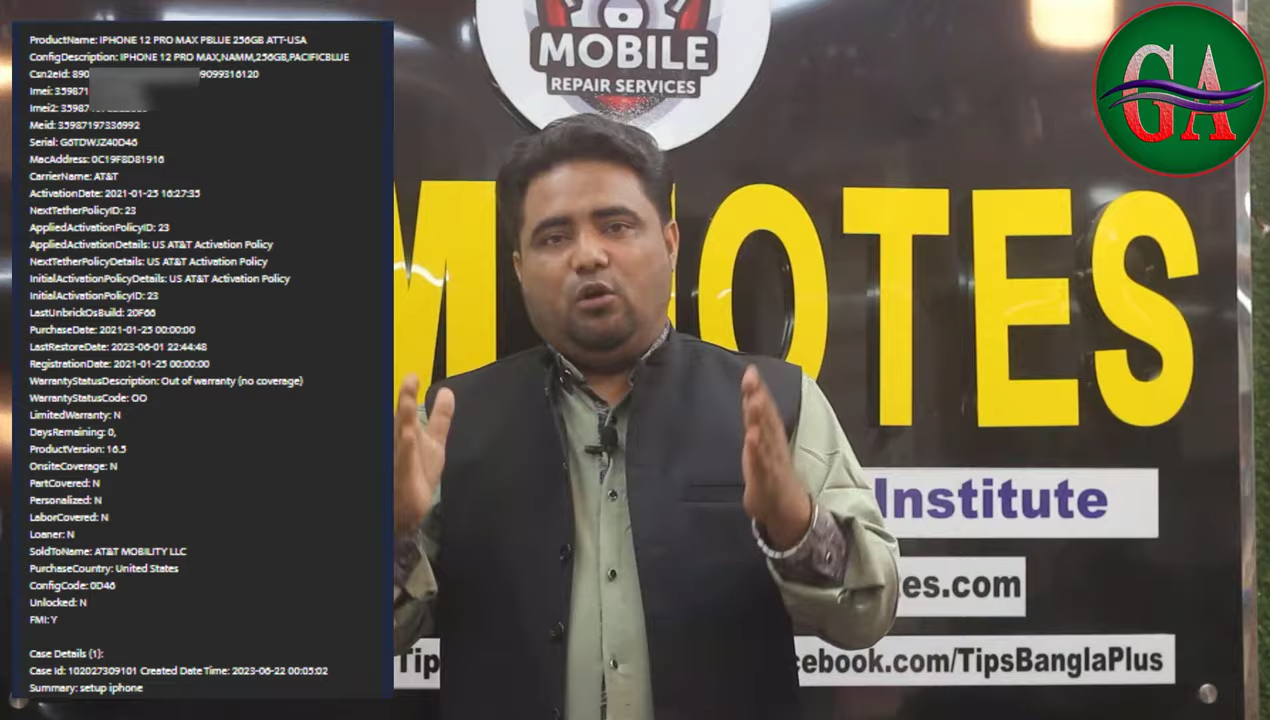 ProductName: IPHONE 12 PRO MAX PBLUE 256GB ATT-USA
ConfigDescription: IPHONE 12 PRO MAX,NAMM,256GB,PACIFICBLUE
Csn2eId: 890 9099316120
Imei: 359871
Imei2: 35987
Meid: 35987197336992
Serial: G6TDWJZ40D46
MacAddress: 0C19F8D81916
CarrierName: AT&T
ActivationDate: 2021-01-25 16:27:35
NextTetherPolicyID: 23
AppliedActivationPolicyID: 23
AppliedActivationDetails: US AT&T Activation Policy
NextTetherPolicyDetails: US AT&T Activation Policy
InitialActivationPolicyDetails: US AT&T Activation Policy
InitialActivationPolicyID: 23
LastUnbrickOsBuild: 20F66
PurchaseDate: 2021-01-25 00:00:00
LastRestoreDate: 2023-06-01 22:44:48
RegistrationDate: 2021-01-25 00:00:00
WarrantyStatusDescription: Out of warranty (no coverage)
WarrantyStatusCode: OO
LimitedWarranty: N
DaysRemaining: 0,
ProductVersion: 16.5
OnsiteCoverage: N
PartCovered: N
Personalized: N
LaborCovered: N
Loaner: N
SoldToName: AT&T MOBILITY LLC
PurchaseCountry: United States
ConfigCode: 0D46
Unlocked: N
FMI: Y
Case Details (1):
Case Id: 102027309101 Created Date Time: 2023-06-22 00:05:02
Summary: setup iphone
MOBILE
REPAIR SERVICES
GA
M OTES
Institute
es.com
Tip cebook.com/TipsBanglaPlus